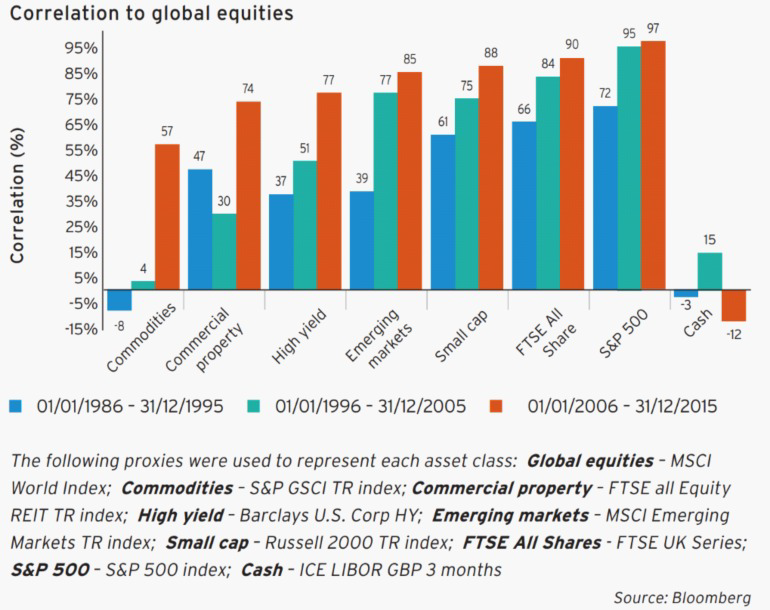 Correlation to global equities
Correlation (%)
95%
85%
75%
65%
55%
45%
35%
25%
15%
5%
-5%
-15%
-8
4
57
47
30
74
37
51
77
39
77
85
61
75
88
66
84
90
72
95
97
-3
15
-12
Commodities
Commercial
property
High yield
Emerging
markets
Small cap
FTSE All
Share
S&P 500
Cash
01/01/1986 – 31/12/1995
01/01/1996 – 31/12/2005
01/01/2006 – 31/12/2015
The following proxies were used to represent each asset class: Global equities – MSCI
World Index; Commodities – S&P GSCI TR index; Commercial property – FTSE all Equity
REIT TR index; High yield – Barclays U.S. Corp HY; Emerging markets – MSCI Emerging
Markets TR index; Small cap – Russell 2000 TR index; FTSE All Shares - FTSE UK Series;
S&P 500 – S&P 500 index; Cash – ICE LIBOR GBP 3 months
Source: Bloomberg